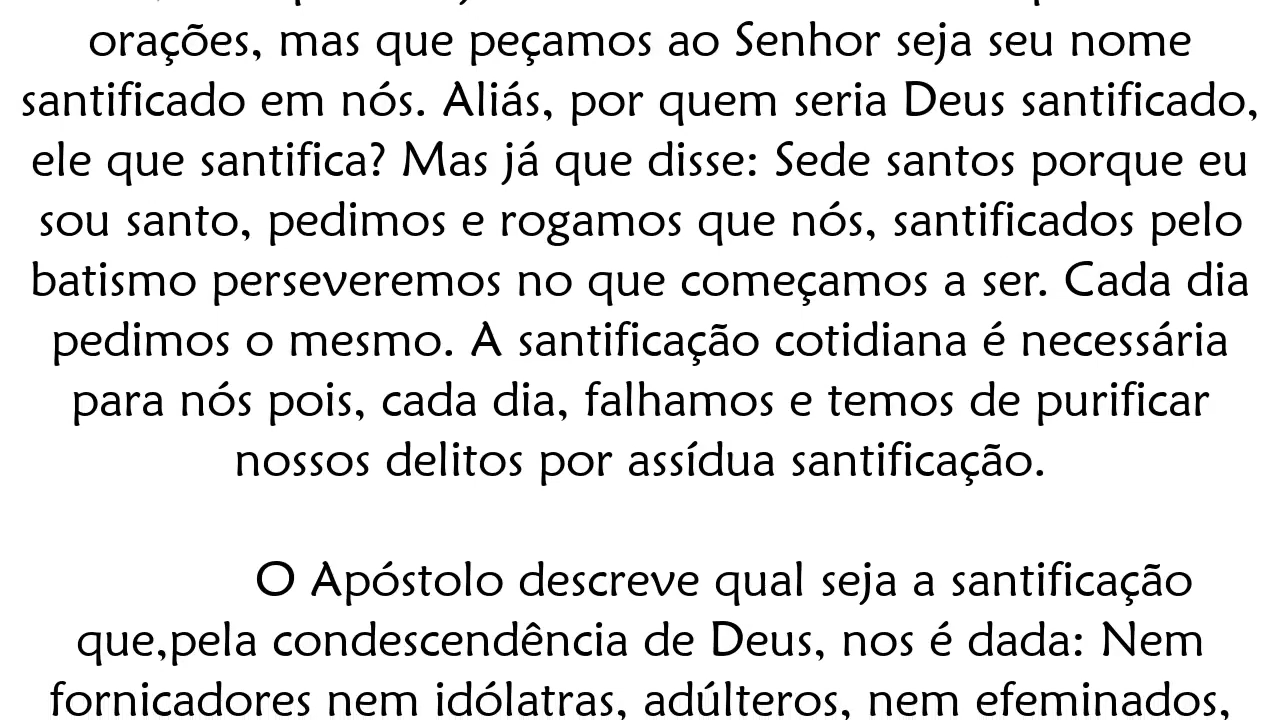 orações, mas que peçamos ao Senhor seja seu nome
santificado em nós. Aliás, por quem seria Deus santificado,
ele que santifica? Mas já que disse: Sede santos porque eu
sou santo, pedimos e rogamos que nós, santificados pelo
batismo perseveremos no que começamos a ser. Cada dia
pedimos o mesmo. A santificação cotidiana é necessária
para nós pois, cada dia, falhamos e temos de purificar
nossos delitos por assídua santificação.
O Apóstolo descreve qual seja a santificação
que,pela condescendência de Deus, nos é dada: Nem
fornicadores nem idólatras, adúlteros, nem efeminados,